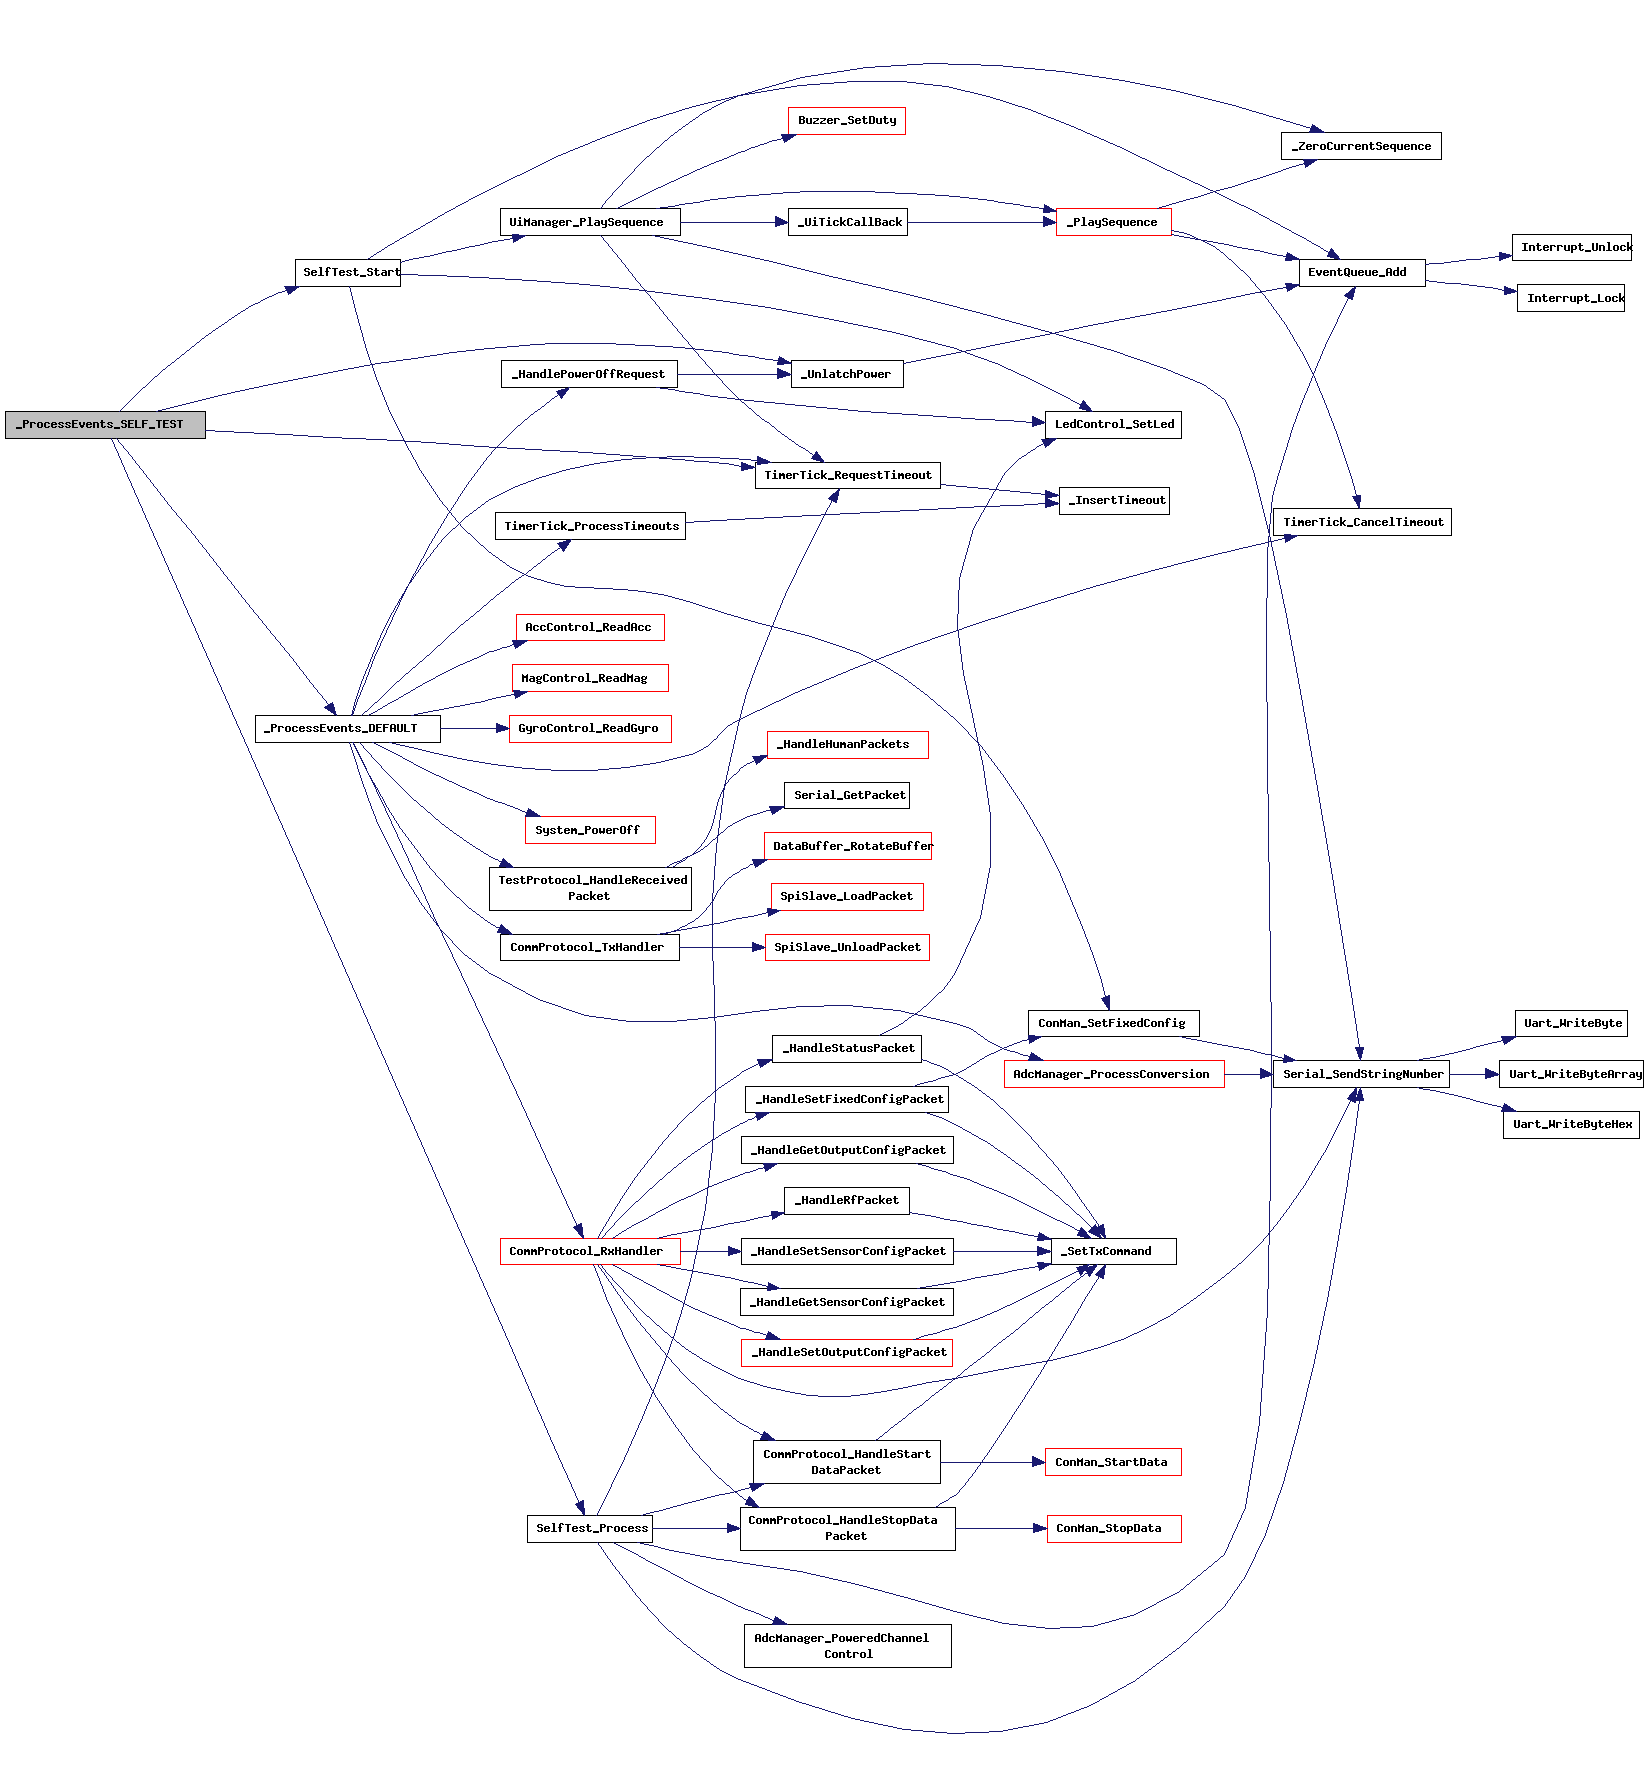 Buzzer_SetDuty
_ZeroCurrentSequence
UiManager_PlaySequence
_UiTickCallBack
_PlaySequence
Interrupt_Unlock
SelfTest_Start
EventQueue_Add
Interrupt_Lock
_HandlePowerOffRequest
_UnlatchPower
_ProcessEvents_SELF_TEST
LedControl_SetLed
TimerTick_RequestTimeout
_InsertTimeout
TimerTick_ProcessTimeouts
TimerTick_CancelTimeout
AccControl_ReadAcc
MagControl_ReadMag
_ProcessEvents_DEFAULT
GyroControl_ReadGyro
_HandleHumanPackets
Serial_GetPacket
System_PowerOff
DataBuffer_RotateBuffer
TestProtocol_HandleReceived
Packet
SpiSlave_LoadPacket
CommProtocol_TxHandler
SpiSlave_UnloadPacket
ConMan_SetFixedConfig
Uart_WriteByte
_HandleStatusPacket
AdcManager_ProcessConversion
Serial_SendStringNumber
Uart_WriteByteArray
_HandleSetFixedConfigPacket
Uart_WriteByteHex
_HandleGetOutputConfigPacket
_HandleRfPacket
CommProtocol_RxHandler
_HandleSetSensorConfigPacket
_SetTxCommand
_HandleGetSensorConfigPacket
_HandleSetOutputConfigPacket
CommProtocol_HandleStart
DataPacket
ConMan_StartData
SelfTest_Process
CommProtocol_HandleStopData
Packet
ConMan_StopData
AdcManager_PoweredChannel
Control